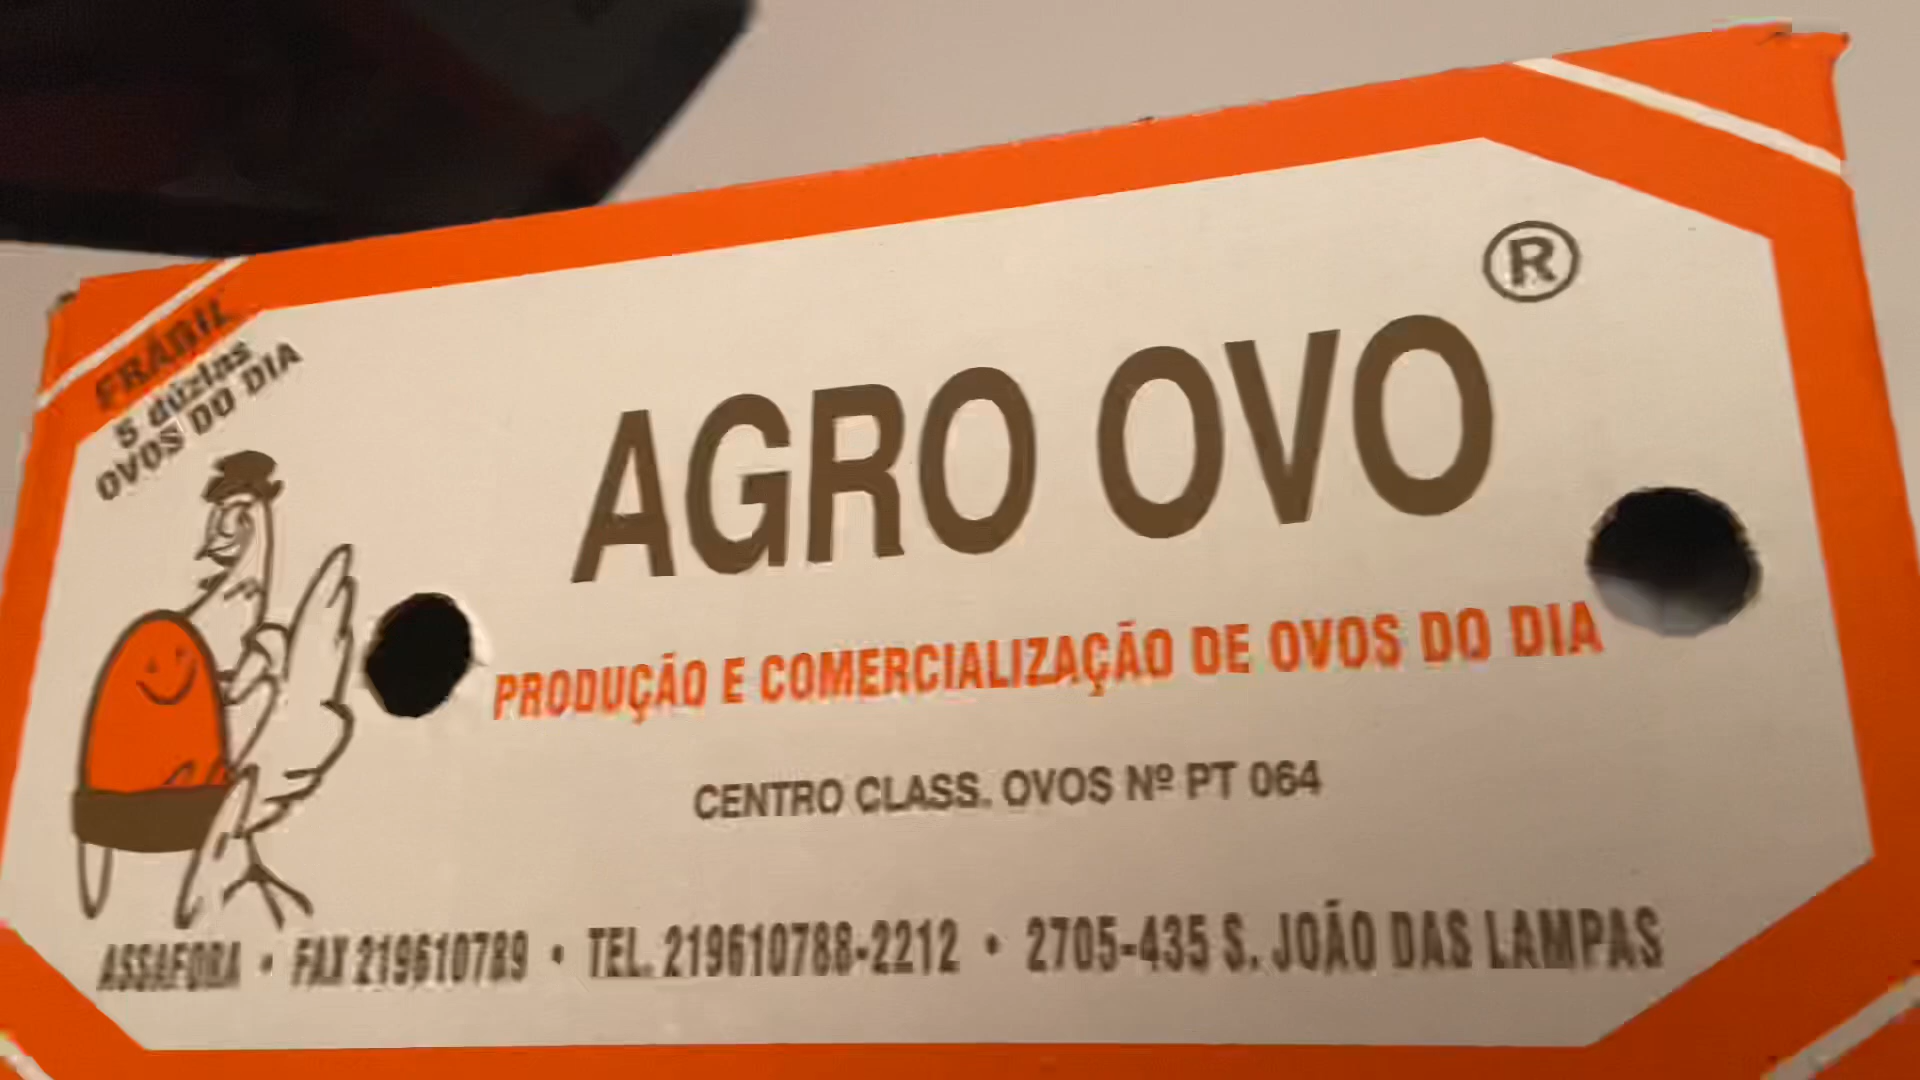 FRÁGIL
5 dúzias
OVOS DO DIA
®
AGRO OVO
PRODUÇÃO E COMERCIALIZAÇÃO DE OVOS DO DIA
CENTRO CLASS. OVOS Nº PT 064
ASSAFORA • FAX 219610789 • TEL. 219610788-2212 • 2705-435 S. JOÃO DAS LAMPAS